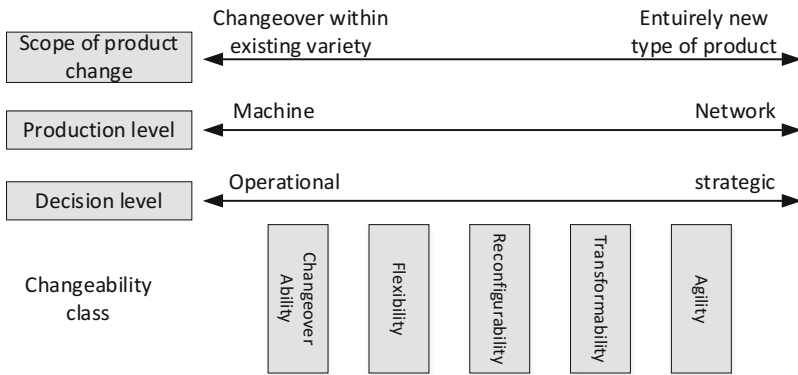 Changeover within
existing variety
Entuirely new
type of product
Scope of product
change
Production level
Machine
Network
Decision level
Operational
strategic
Changeability
class
Changeover
Ability
Flexibility
Reconfigurability
Transformability
Agility